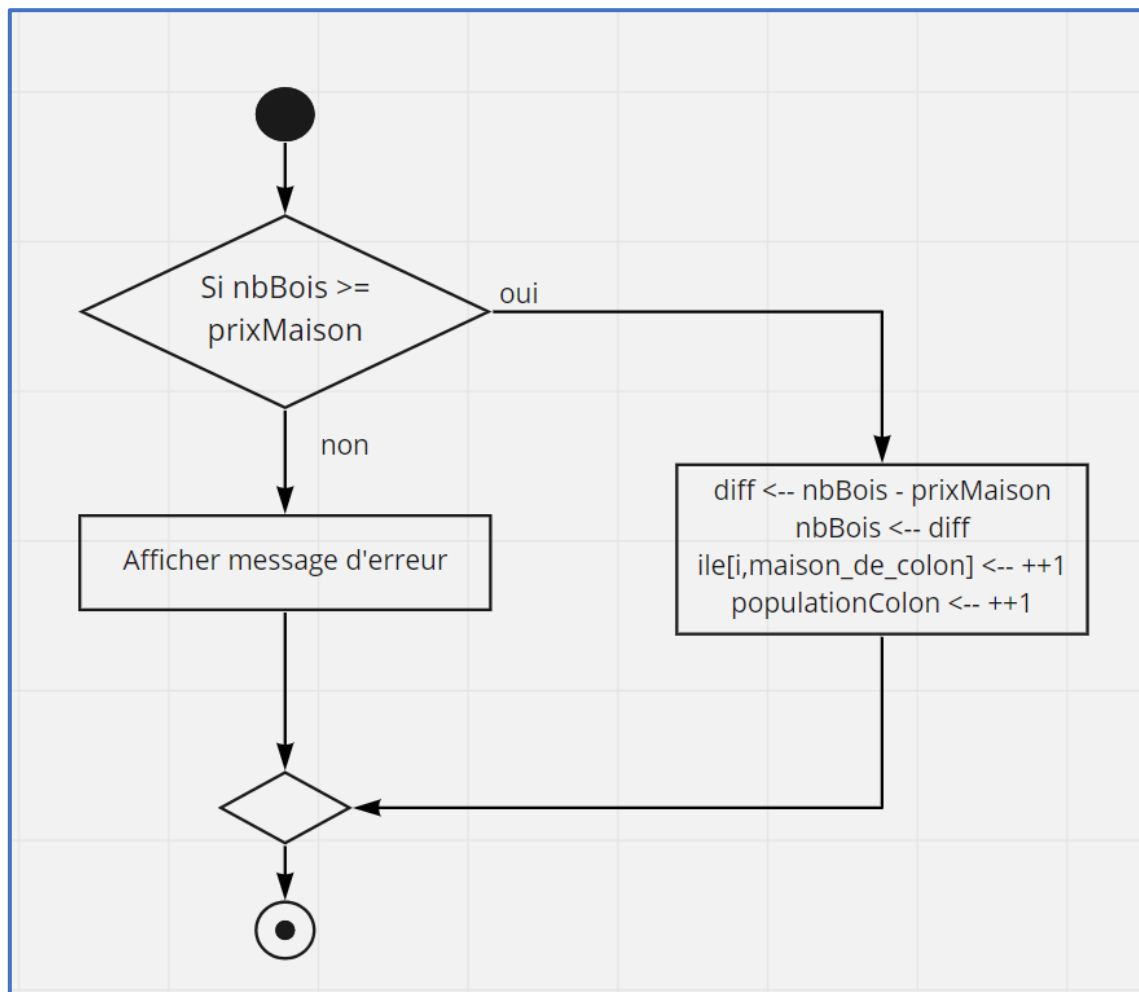 Si nbBois >=
prixMaison
oui
non
Afficher message d'erreur
diff <-- nbBois - prixMaison
nbBois <-- diff
ile[i,maison_de_colon] <-- ++1
populationColon <-- ++1